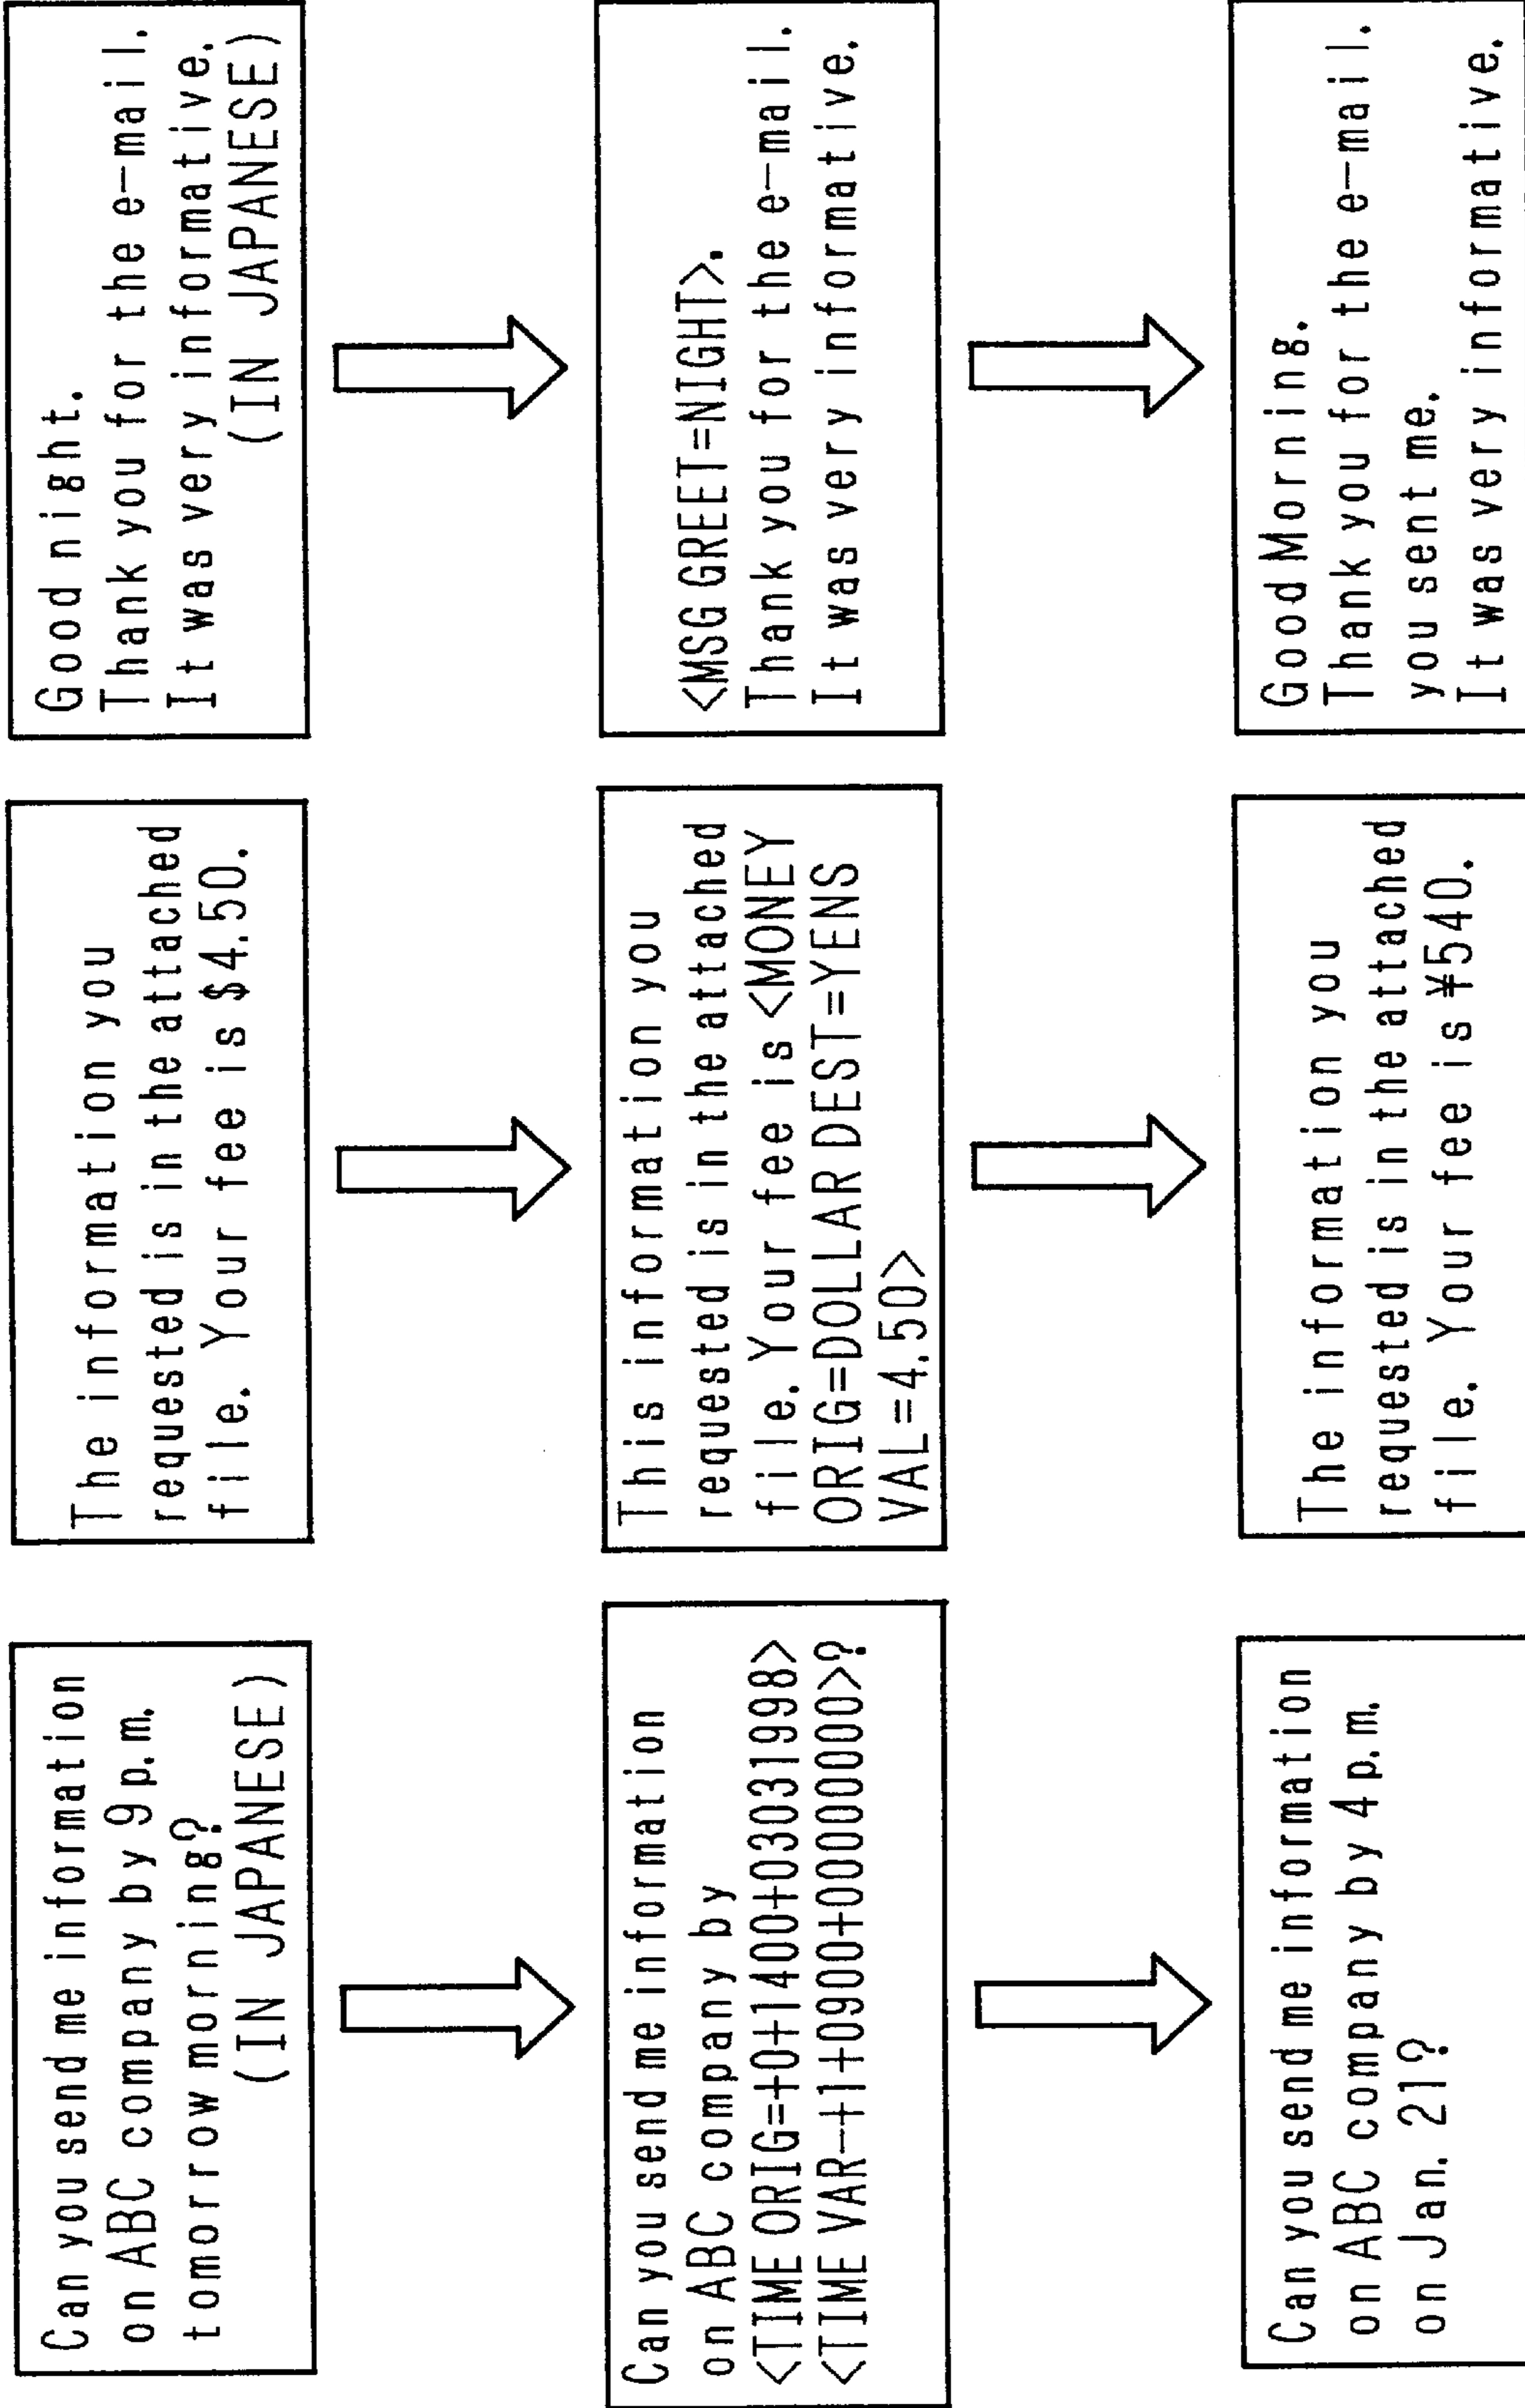 Can you send me information
on ABC company by 9 p.m.
tomorrow morning?
(IN JAPANESE)
Can you send me information
on ABC company by
<TIME ORIG=+0+1400+03031998>
<TIME VAR-+1+0900+00000000>?
Can you send me information
on ABC company by 4 p.m.
on Jan. 21?
The information you
requested is in the attached
file. Your fee is $4.50.
This information you
requested is in the attached
file. Your fee is <MONEY
ORIG=DOLLAR DEST=YENS
VAL=4.50>
The information you
requested is in the attached
file. Your fee is ¥540.
Good night.
Thank you for the e-mail.
It was very informative.
(IN JAPANESE)
<MSG GREET=NIGHT>.
Thank you for the e-mail.
It was very informative.
Good Morning.
Thank you for the e-mail.
you sent me.
It was very informative.